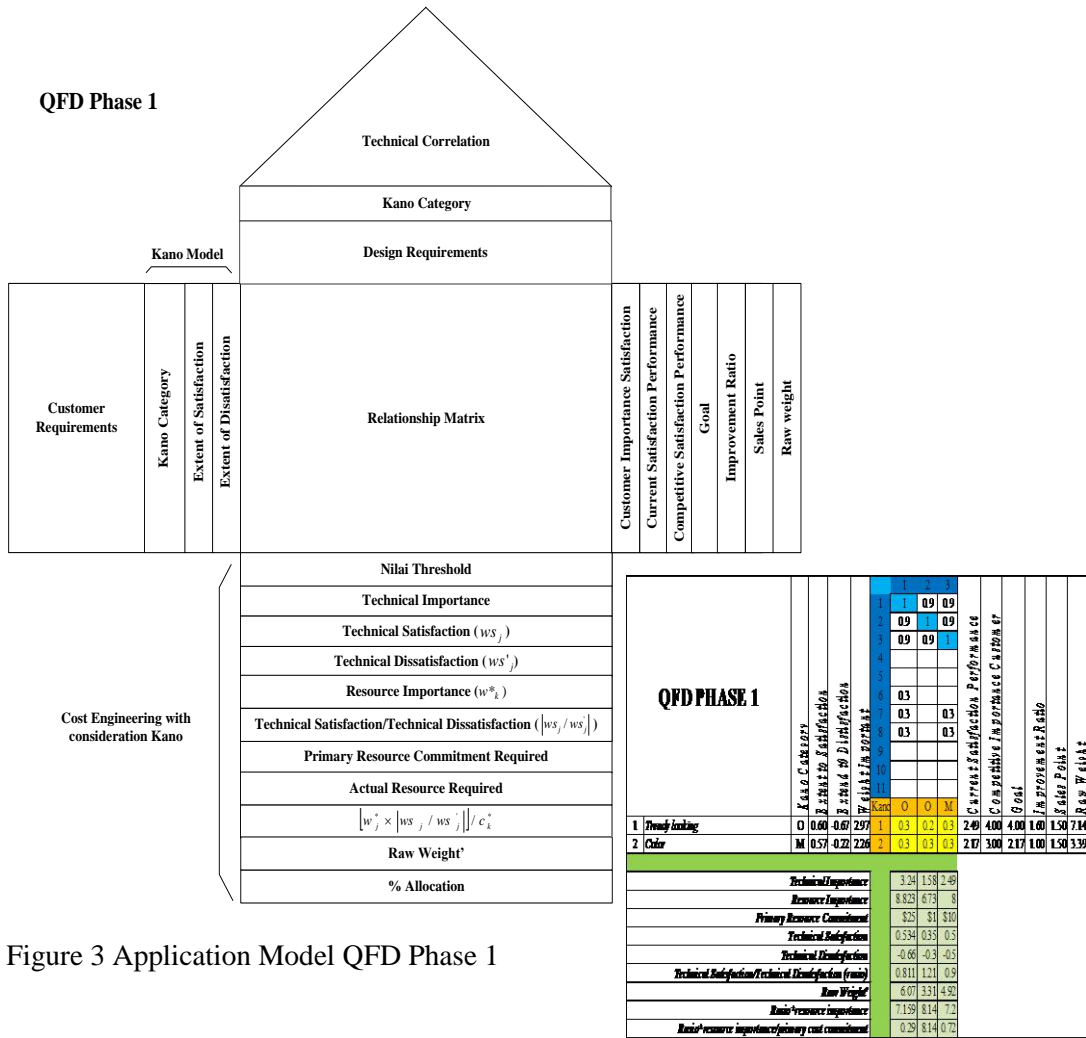 QFD Phase 1
Technical Correlation
Kano Category
Kano Model
Design Requirements
Customer
Requirements
Kano Category
Extent of Satisfaction
Extent of Disatisfaction
Relationship Matrix
Customer Importance Satisfaction
Current Satisfaction Performance
Competitive Satisfaction Performance
Goal
Improvement Ratio
Sales Point
Raw weight
Cost Engineering with
consideration Kano
Nilai Threshold
Technical Importance
Technical Satisfaction (ws_j)
Technical Dissatisfaction (ws'_j)
Resource Importance (w*_k)
Technical Satisfaction/Technical Dissatisfaction (|ws_j / ws'_j|)
Primary Resource Commitment Required
Actual Resource Required
[w*_j × |ws_j / ws'_j|] / c*_k
Raw Weight'
% Allocation
Figure 3 Application Model QFD Phase 1
QFD PHASE 1
Kano Category
Extent to Satisfaction
Extend to Distisfaction
Weight Important
1 2 3
1 1 0.9 0.9
2 0.9 1 0.9
3 0.9 0.9 1
4
5
6 0.3
7 0.3 0.3
8 0.3 0.3
9
10
11
Kano O O M
Current Satisfaction Performance
Competitive Importance Customer
Goal
Improvement Ratio
Sales Point
Raw Weight
1 Trendy looking O 0.60 -0.67 2.97 1 0.3 0.2 0.3 2.49 4.00 4.00 1.60 1.50 7.14
2 Color M 0.57 -0.22 2.26 2 0.3 0.3 0.3 2.17 3.00 2.17 1.00 1.50 3.39
Technical Importance 3.24 1.58 2.49
Resource Importance 8.823 6.73 8
Primary Resource Commitment $25 $1 $10
Technical Satisfaction 0.534 0.35 0.5
Technical Disatisfaction -0.66 -0.3 -0.5
Technical Satisfaction/Technical Disatisfaction (rasio) 0.811 1.21 0.9
Raw Weight' 6.07 3.31 4.92
Rasio*resource importance 7.159 8.14 7.2
Rasio*resource importance/primary cost commitment 0.29 8.14 0.72